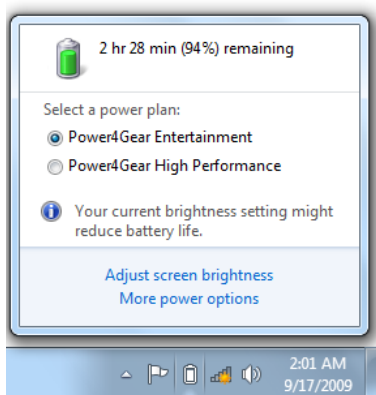 2 hr 28 min (94%) remaining
Select a power plan:
Power4Gear Entertainment
Power4Gear High Performance
Your current brightness setting might
reduce battery life.
Adjust screen brightness
More power options
2:01 AM
9/17/2009